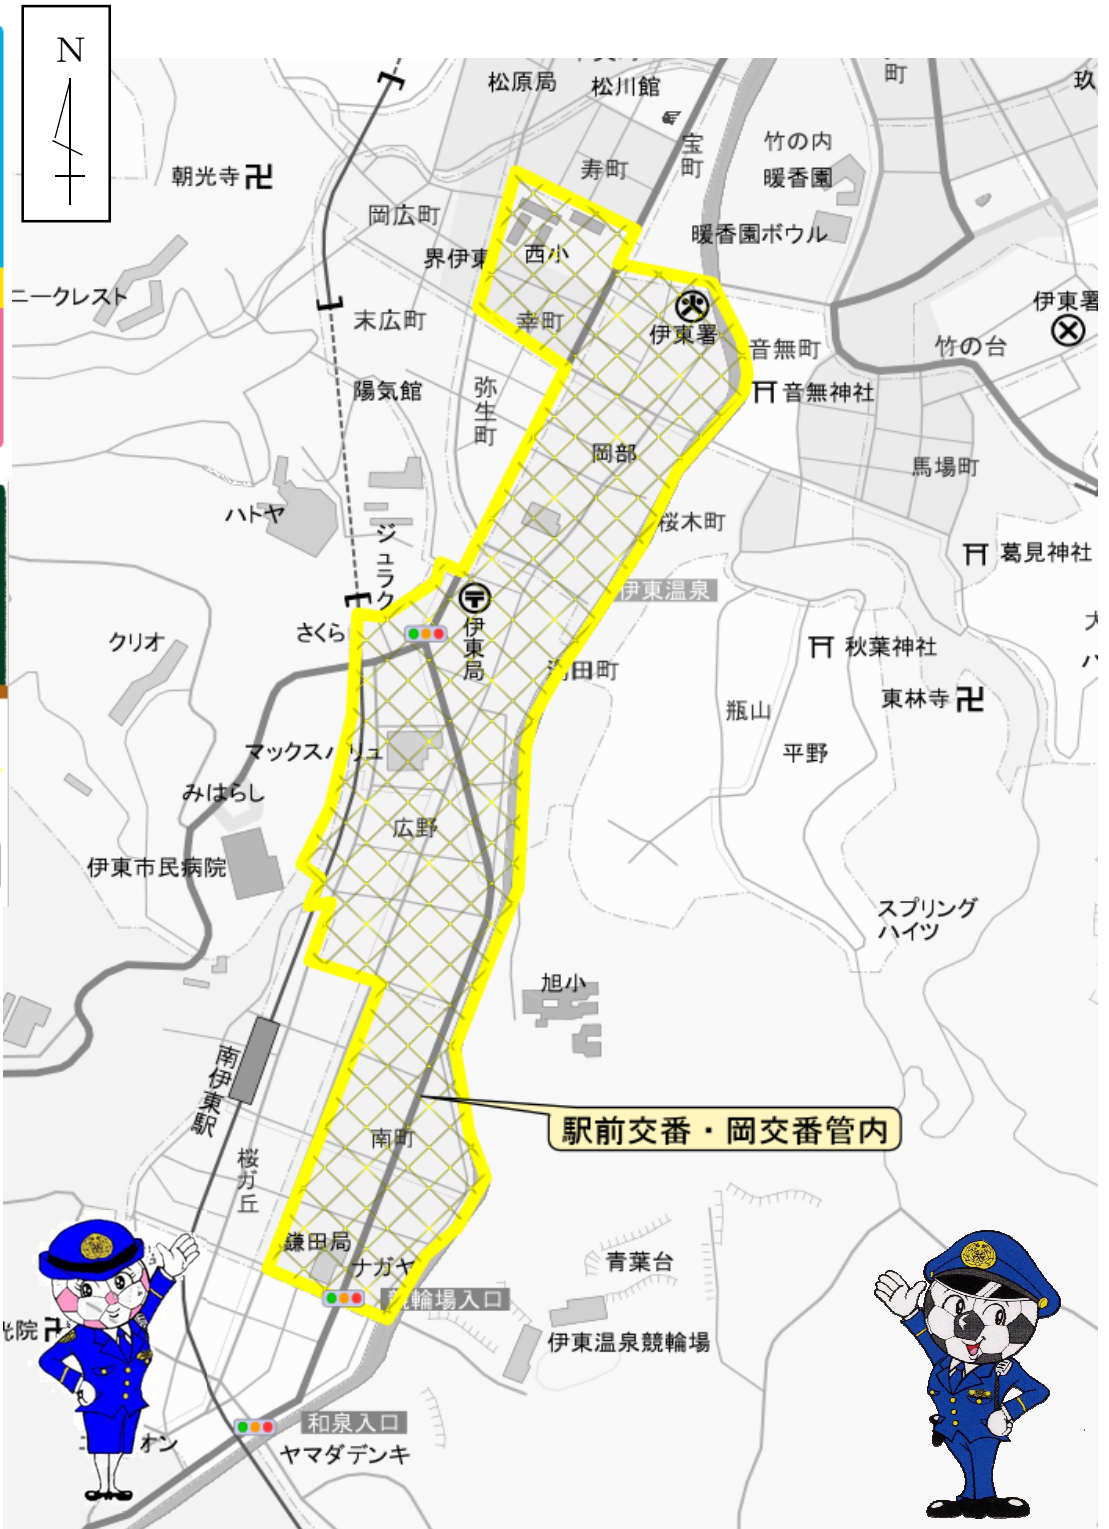 N
町
玖
松原局
松川館
宝町
竹の内
暖香園
寿町
朝光寺
岡広町
暖香園ボウル
界伊東
西小
ニークレスト
伊東署
末広町
幸町
伊東署
音無町
竹の台
陽気館
弥生町
音無神社
岡部
馬場町
ハトヤ
桜木町
ジュラク
葛見神社
伊東温泉
さくら
伊東局
クリオ
秋葉神社
田町
東林寺
瓶山
マックスバリュ
平野
みはらし
広野
伊東市民病院
スプリング
ハイツ
旭小
南伊東駅
駅前交番・岡交番管内
南町
桜ガ丘
鎌田局
ナガヤ
青葉台
競輪場入口
光院
伊東温泉競輪場
和泉入口
オン
ヤマダデンキ